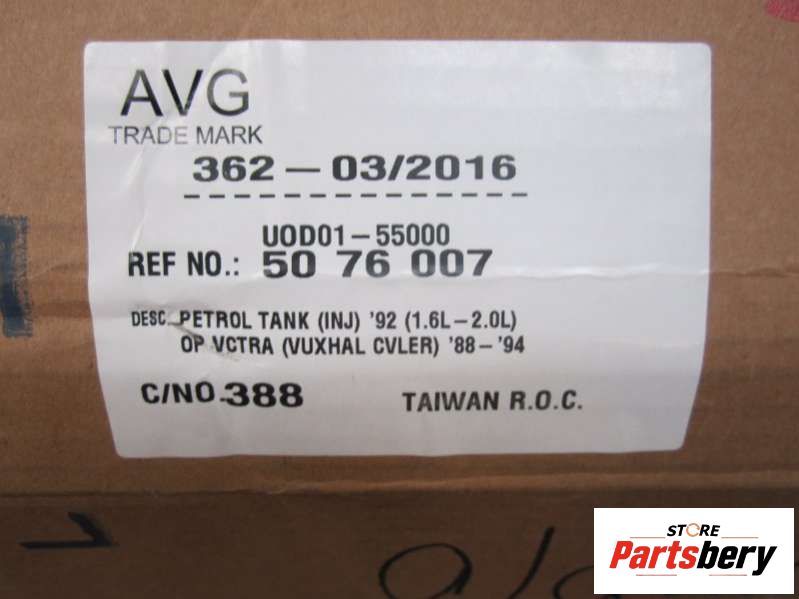 AVG
TRADE MARK
362 - 03/2016
UOD01-55000
REF NO.: 50 76 007
DESC. PETROL TANK (INJ) '92 (1.6L-2.0L)
OP VCTRA (VUXHAL CVLER) '88-'94
C/NO. 388 TAIWAN R.O.C.
STORE
Partsbery